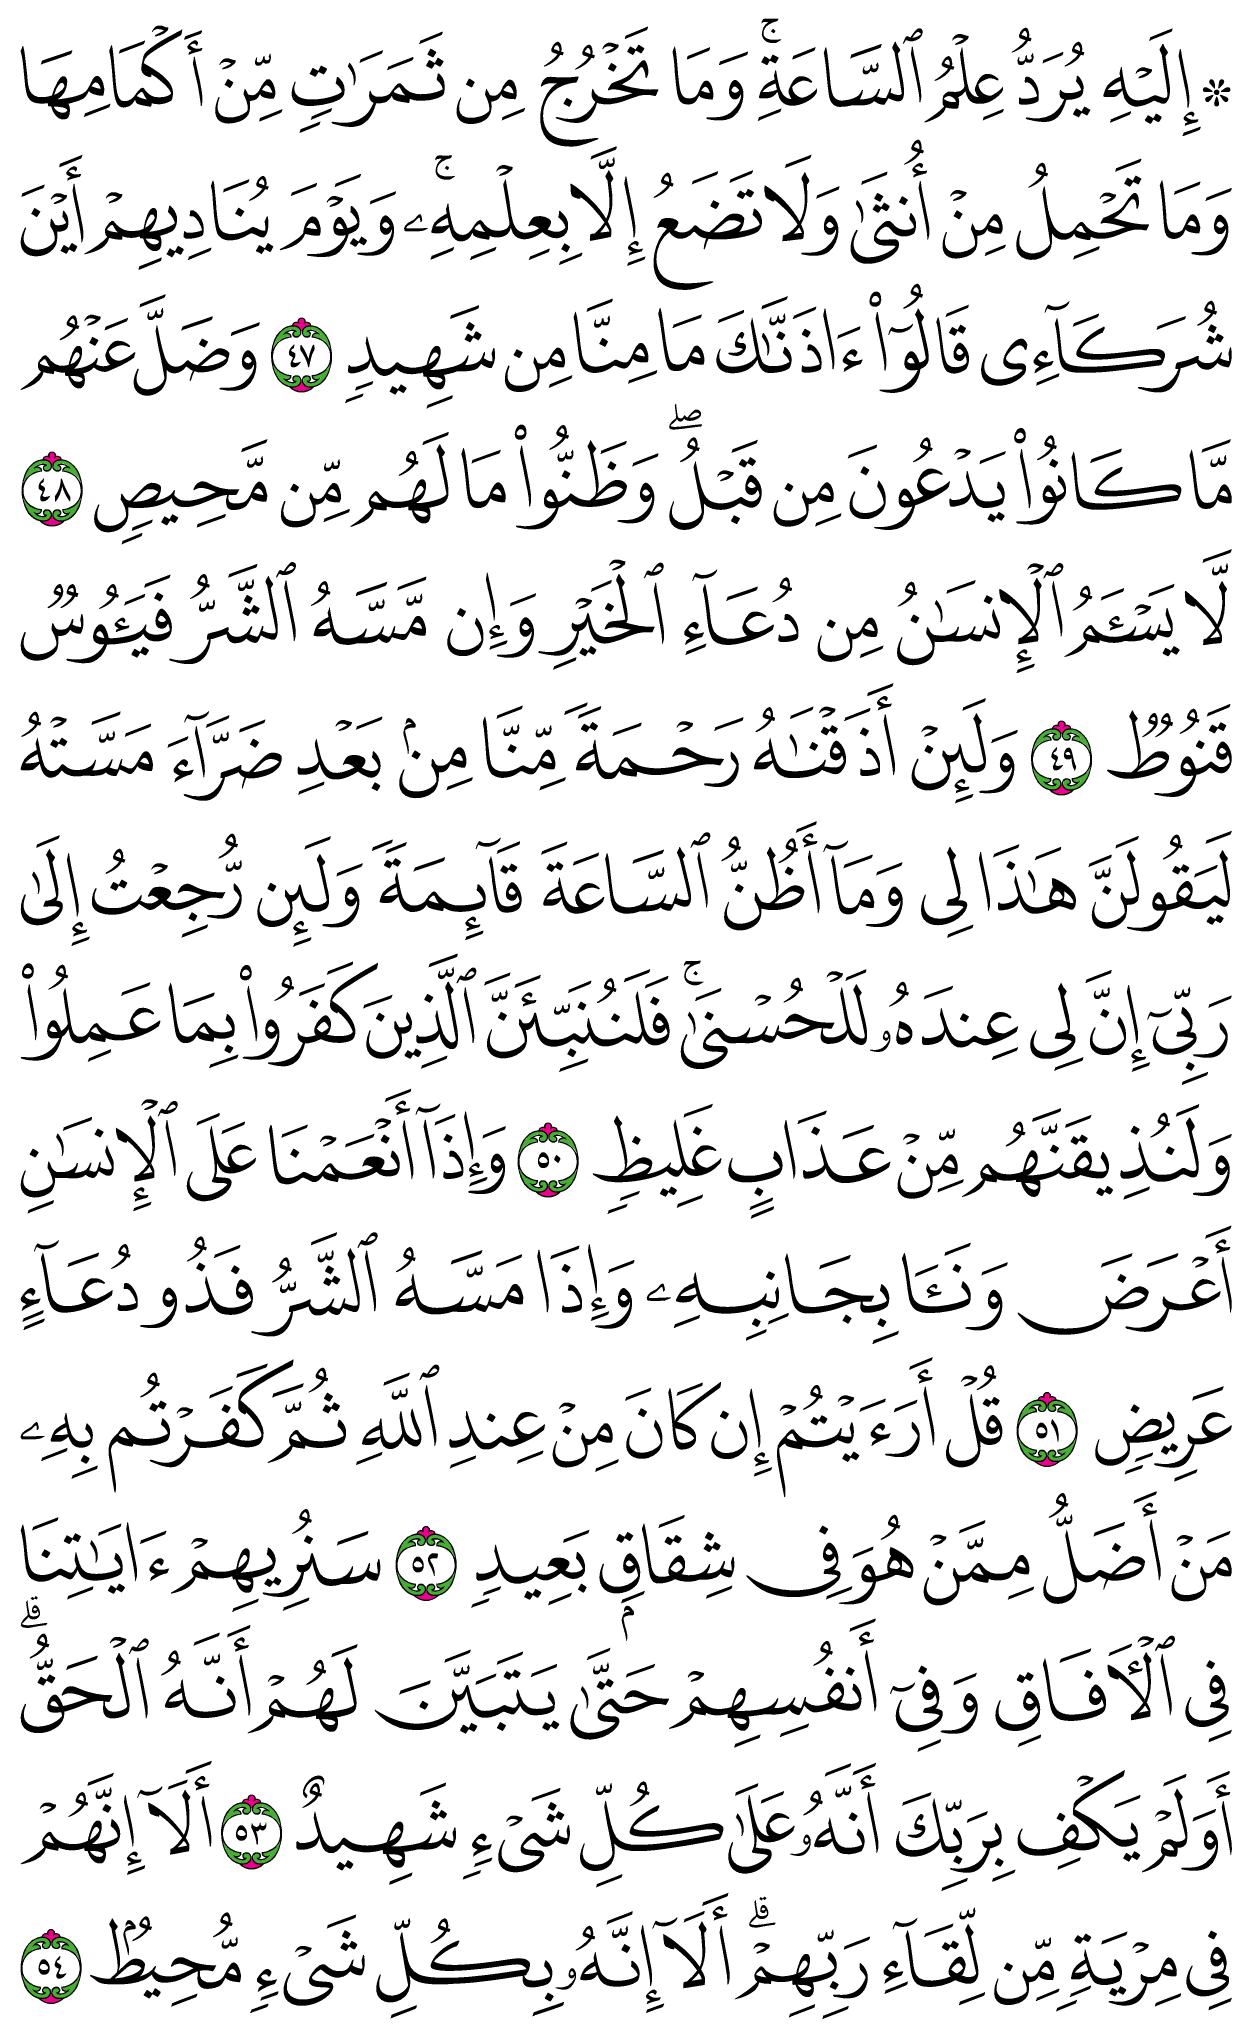 ۞ إِلَيْهِ يُرَدُّ عِلْمُ ٱلسَّاعَةِۚ وَمَا تَخْرُجُ مِن ثَمَرَٰتٍ مِّنْ أَكْمَامِهَا
وَمَا تَحْمِلُ مِنْ أُنثَىٰ وَلَا تَضَعُ إِلَّا بِعِلْمِهِۦۚ وَيَوْمَ يُنَادِيهِمْ أَيْنَ
شُرَكَآءِى قَالُوٓا۟ ءَاذَنَّـٰكَ مَا مِنَّا مِن شَهِيدٍ ٤٧ وَضَلَّ عَنْهُم
مَّا كَانُوا۟ يَدْعُونَ مِن قَبْلُۖ وَظَنُّوا۟ مَا لَهُم مِّن مَّحِيصٍ ٤٨
لَّا يَسْـَٔمُ ٱلْإِنسَـٰنُ مِن دُعَآءِ ٱلْخَيْرِ وَإِن مَّسَّهُ ٱلشَّرُّ فَيَـُٔوسٌ
قَنُوطٌ ٤٩ وَلَئِنْ أَذَقْنَـٰهُ رَحْمَةً مِّنَّا مِنۢ بَعْدِ ضَرَّآءَ مَسَّتْهُ
لَيَقُولَنَّ هَـٰذَا لِى وَمَآ أَظُنُّ ٱلسَّاعَةَ قَآئِمَةً وَلَئِن رُّجِعْتُ إِلَىٰ
رَبِّىٓ إِنَّ لِى عِندَهُۥ لَلْحُسْنَىٰۚ فَلَنُنَبِّئَنَّ ٱلَّذِينَ كَفَرُوا۟ بِمَا عَمِلُوا۟
وَلَنُذِيقَنَّهُم مِّنْ عَذَابٍ غَلِيظٍ ٥٠ وَإِذَآ أَنْعَمْنَا عَلَى ٱلْإِنسَـٰنِ
أَعْرَضَ وَنَـَٔا بِجَانِبِهِۦ وَإِذَا مَسَّهُ ٱلشَّرُّ فَذُو دُعَآءٍ
عَرِيضٍ ٥١ قُلْ أَرَءَيْتُمْ إِن كَانَ مِنْ عِندِ ٱللَّهِ ثُمَّ كَفَرْتُم بِهِۦ
مَنْ أَضَلُّ مِمَّنْ هُوَ فِى شِقَاقٍۭ بَعِيدٍ ٥٢ سَنُرِيهِمْ ءَايَـٰتِنَا
فِى ٱلْـَٔافَاقِ وَفِىٓ أَنفُسِهِمْ حَتَّىٰ يَتَبَيَّنَ لَهُمْ أَنَّهُ ٱلْحَقُّۗ
أَوَلَمْ يَكْفِ بِرَبِّكَ أَنَّهُۥ عَلَىٰ كُلِّ شَىْءٍ شَهِيدٌ ٥٣ أَلَآ إِنَّهُمْ
فِى مِرْيَةٍ مِّن لِّقَآءِ رَبِّهِمْۗ أَلَآ إِنَّهُۥ بِكُلِّ شَىْءٍ مُّحِيطٌۢ ٥٤